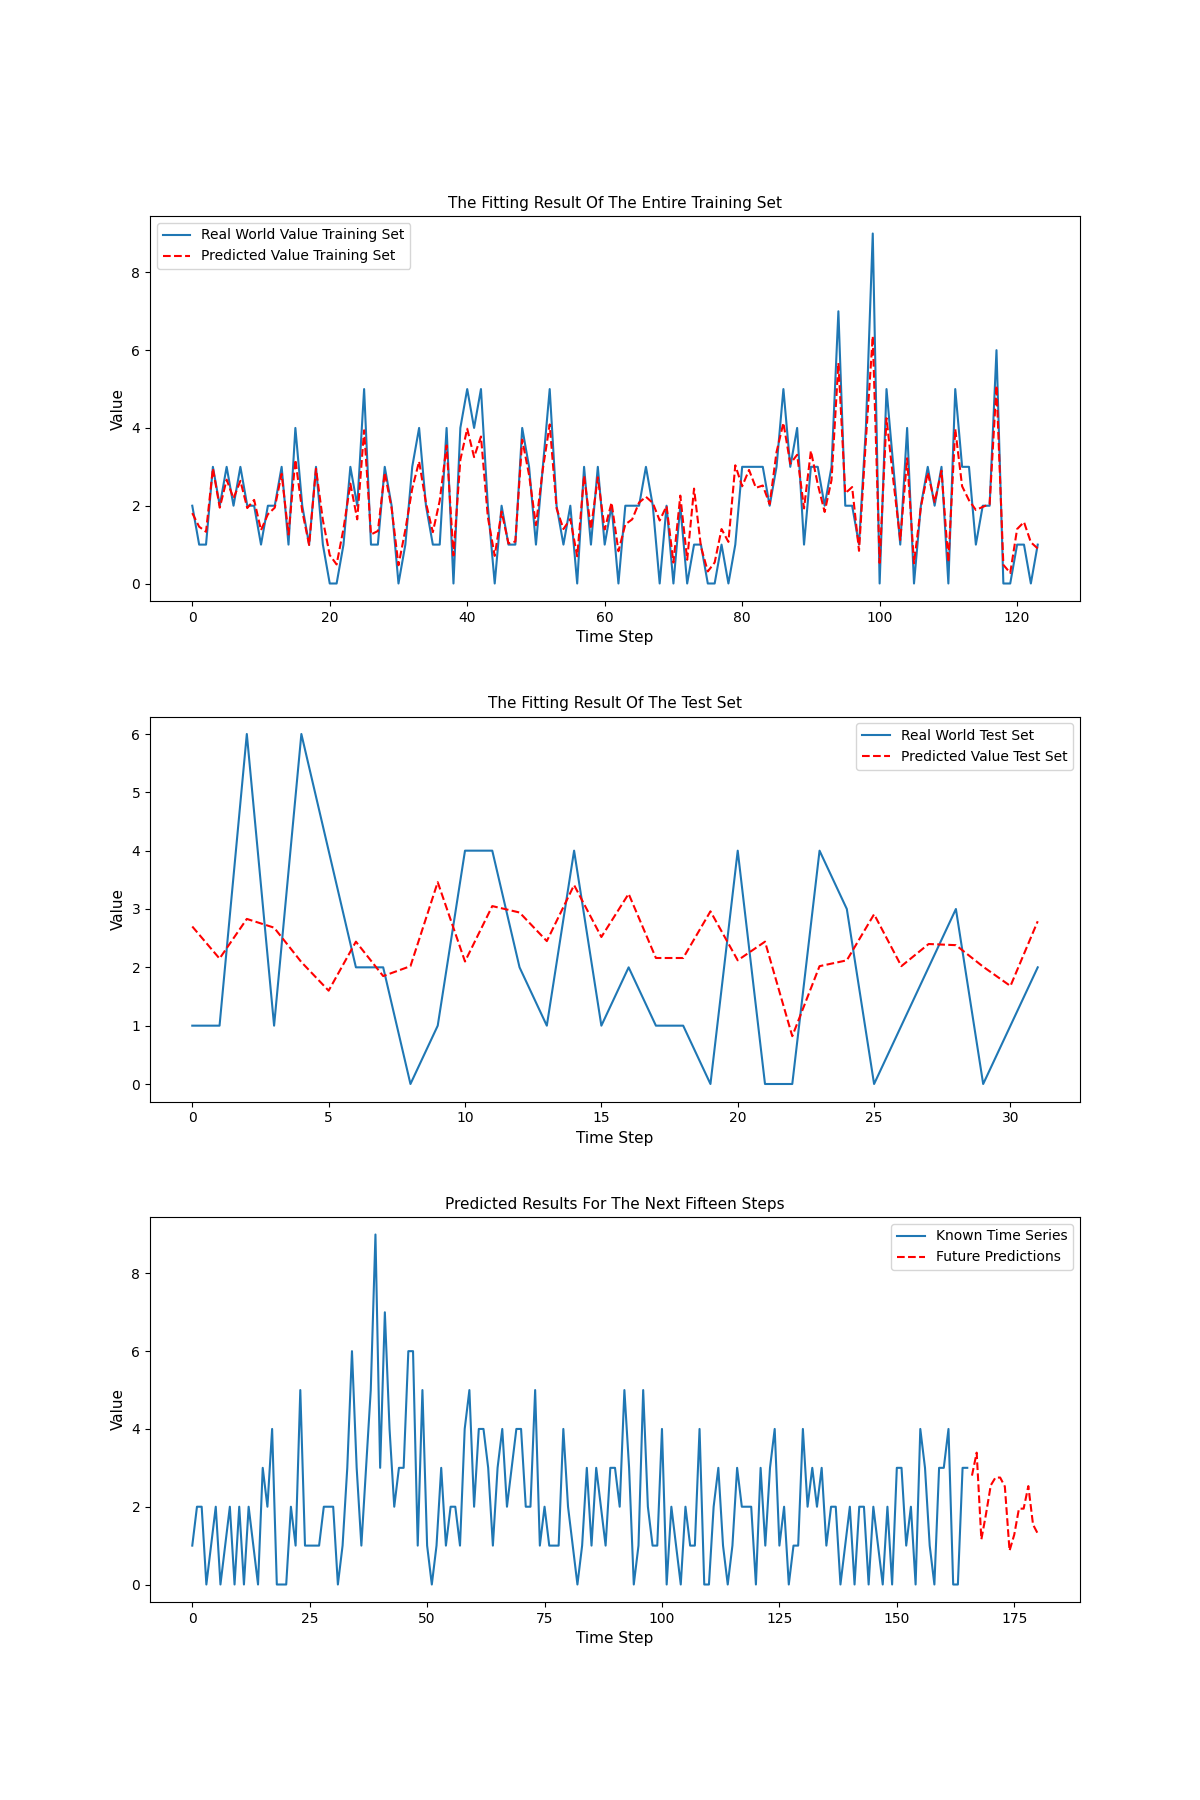 The Fitting Result Of The Entire Training Set
Real World Value Training Set
Predicted Value Training Set
Value
8
6
4
2
0
0 20 40 60 80 100 120
Time Step
The Fitting Result Of The Test Set
Real World Test Set
Predicted Value Test Set
Value
6
5
4
3
2
1
0
0 5 10 15 20 25 30
Time Step
Predicted Results For The Next Fifteen Steps
Known Time Series
Future Predictions
Value
8
6
4
2
0
0 25 50 75 100 125 150 175
Time Step